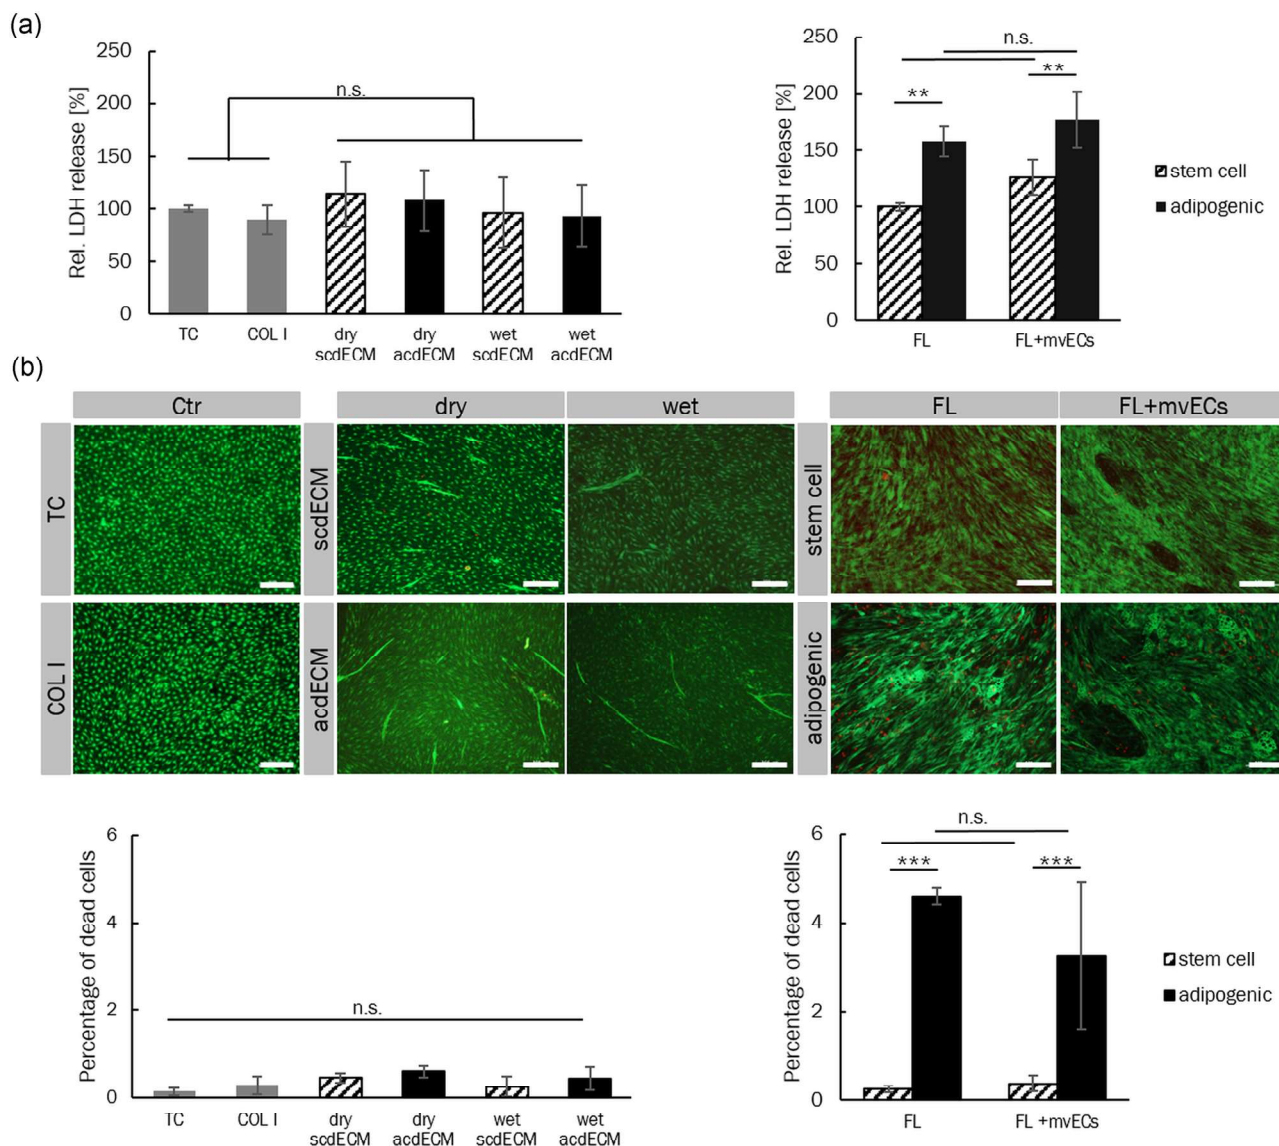 (a)
250
200
150
100
50
0
Rel. LDH release [%]
n.s.
TC
COL I
dry
scdECM
dry
acdECM
wet
scdECM
wet
acdECM
250
200
150
100
50
0
Rel. LDH release [%]
n.s.
**
**
FL
FL+mvECs
stem cell
adipogenic
(b)
Ctr
dry
wet
FL
FL+mvECs
TC
scdECM
stem cell
COL I
acdECM
adipogenic
6
4
2
0
Percentage of dead cells
n.s.
TC
COL I
dry
scdECM
dry
acdECM
wet
scdECM
wet
acdECM
6
4
2
0
Percentage of dead cells
n.s.
***
***
FL
FL +mvECs
stem cell
adipogenic